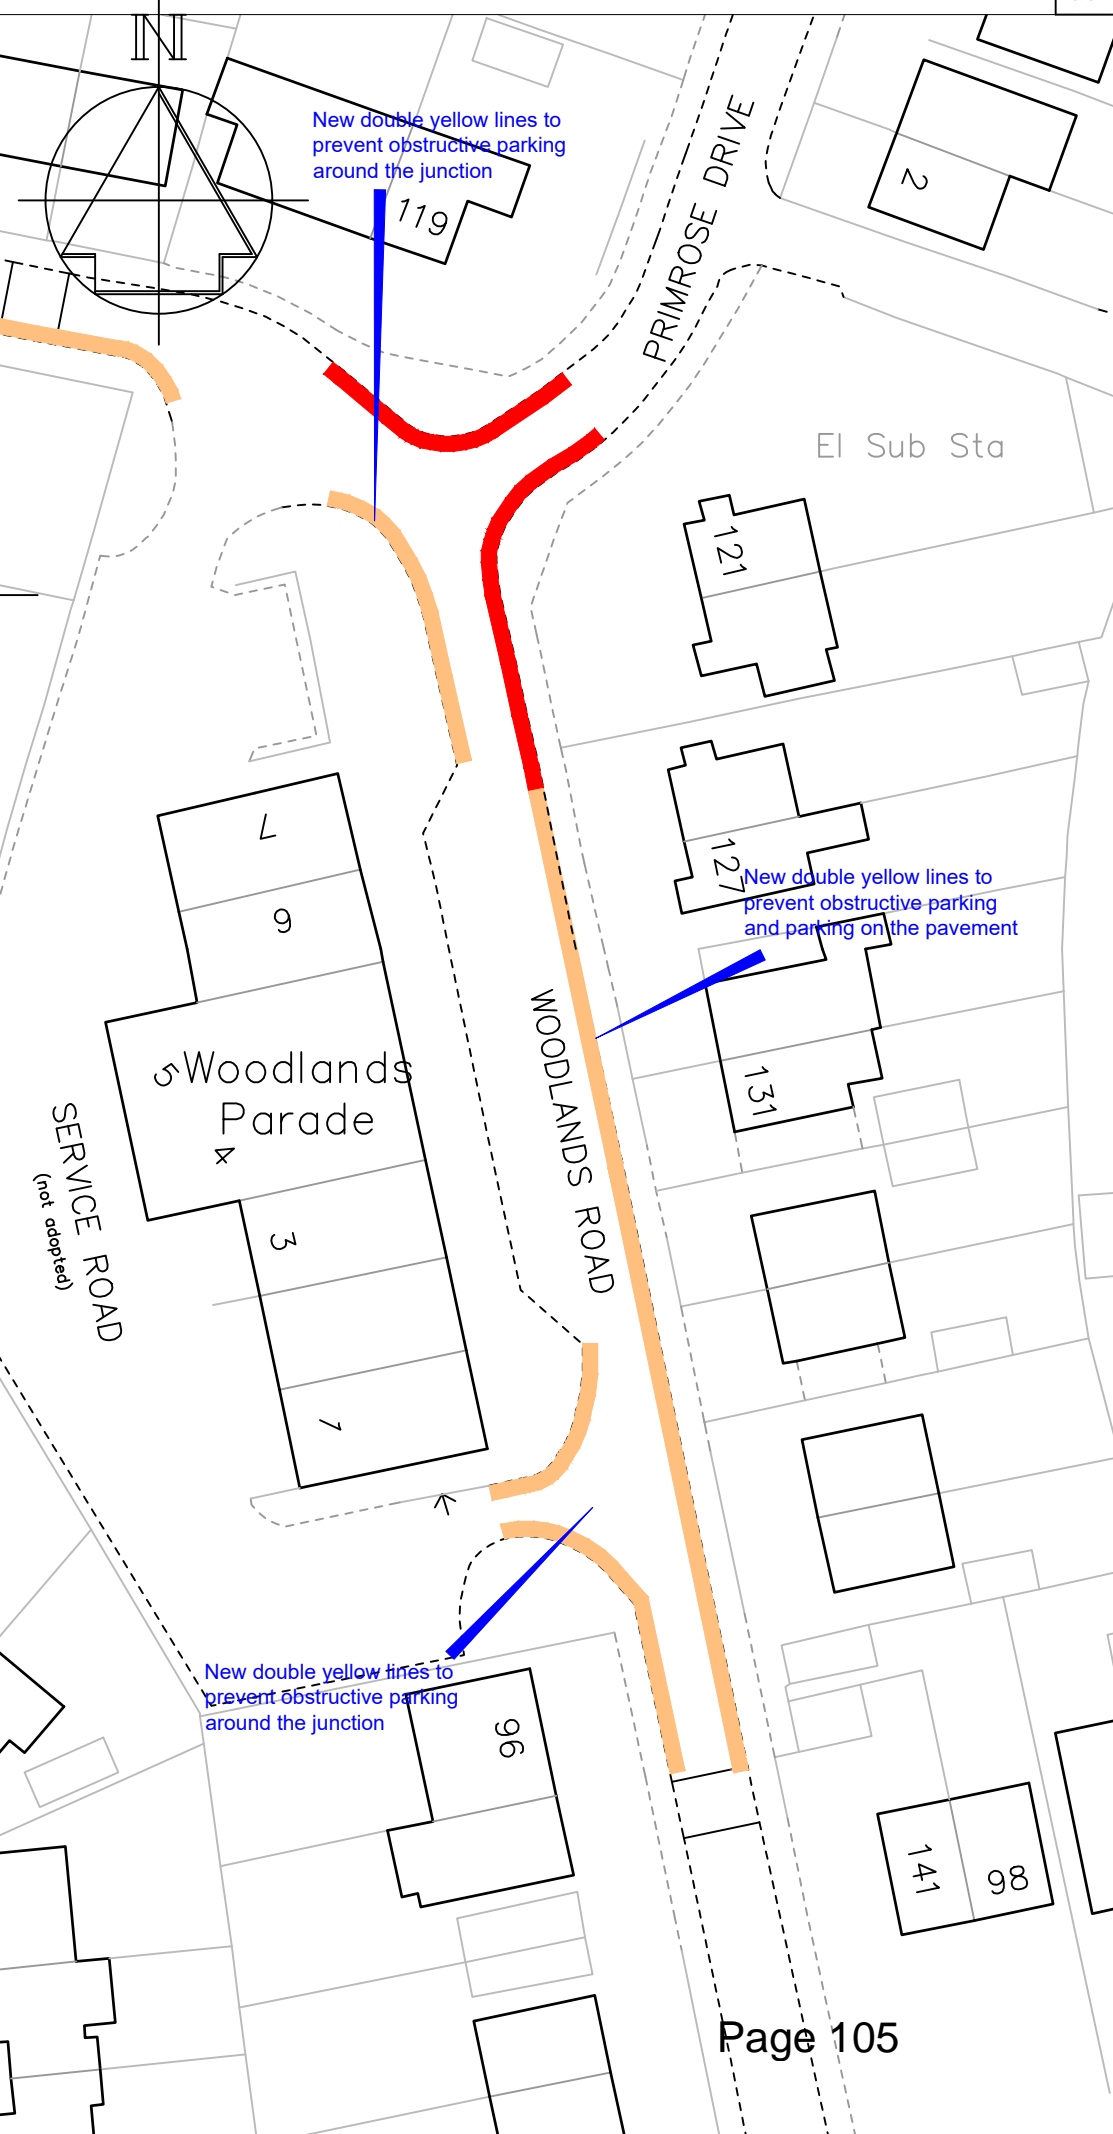 N
New double yellow lines to
prevent obstructive parking
around the junction
119
PRIMROSE DRIVE
2
El Sub Sta
121
127
New double yellow lines to
prevent obstructive parking
and parking on the pavement
7
6
5
Woodlands
Parade
4
3
1
WOODLANDS ROAD
131
SERVICE ROAD
(not adopted)
New double yellow lines to
prevent obstructive parking
around the junction
96
141
98
Page 105